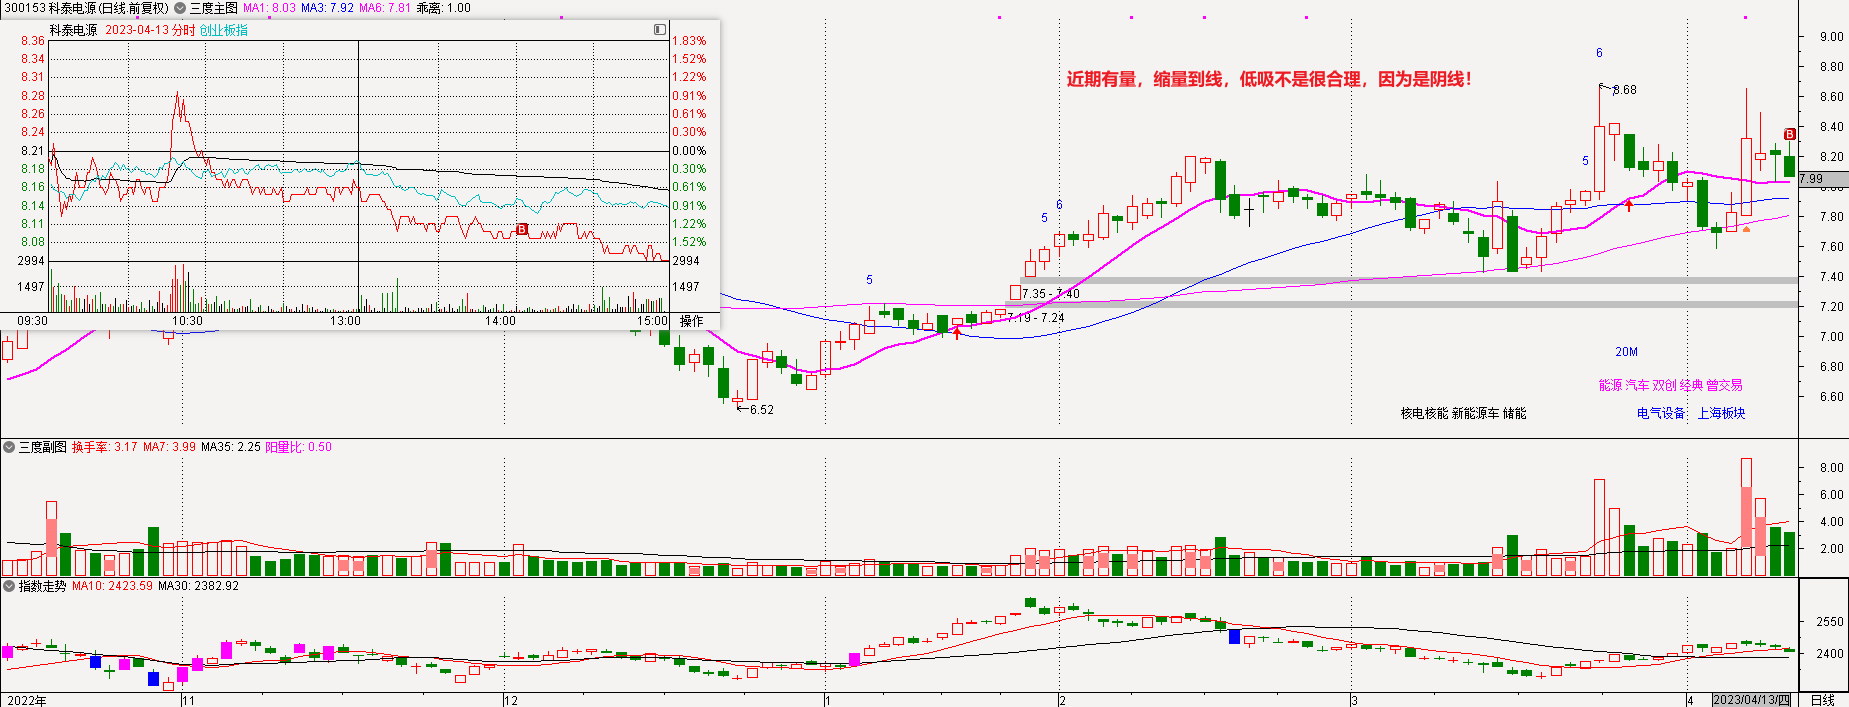 300153 科泰电源(日线.前复权) 三度主图 MA1: 8.03 MA3: 7.92 MA6: 7.81 乖离: 1.00
科泰电源 2023-04-13 分时 创业板指
8.36 1.83%
8.34 1.52%
8.31 1.22%
8.28 0.91%
8.26 0.61%
8.24 0.30%
8.21 0.00%
8.19 0.30%
8.16 0.61%
8.14 0.91%
8.11 1.22%
8.08 1.52%
2994 2994
1497 1497
09:30 10:30 13:00 14:00 15:00 操作
B
近期有量，缩量到线，低吸不是很合理，因为是阴线！
6
8.68
5
B
5
6
5
7.35 - 7.40
7.19 - 7.24
6.52
20M
能源 汽车 双创 经典 曾交易
核电核能 新能源车 储能 电气设备 上海板块
9.00
8.80
8.60
8.40
8.20
7.99
8.00
7.80
7.60
7.40
7.20
7.00
6.80
6.60
三度副图 换手率: 3.17 MA7: 3.99 MA35: 2.25 阳量比: 0.50
8.00
6.00
4.00
2.00
指数走势 MA10: 2423.59 MA30: 2382.92
2550
2400
2022年 11 12 1 2 3 4 2023/04/13/四 日线